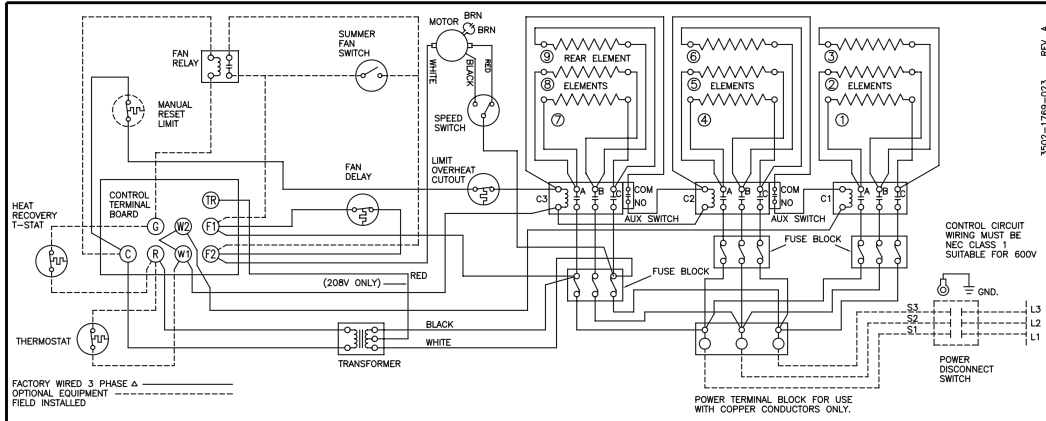 BRN
MOTOR
BRN
WHITE
BLACK
RED
SUMMER
FAN
SWITCH
FAN
RELAY
MANUAL
RESET
LIMIT
SPEED
SWITCH
FAN
DELAY
LIMIT
OVERHEAT
CUTOUT
CONTROL
TERMINAL
BOARD
TR
G
W2
F1
C
R
W1
F2
HEAT
RECOVERY
T-STAT
THERMOSTAT
RED
(208V ONLY)
BLACK
WHITE
TRANSFORMER
9
REAR ELEMENT
8
ELEMENTS
7
6
5
ELEMENTS
4
3
2
ELEMENTS
1
C3
A
B
C
COM
NO
AUX SWITCH
C2
A
B
C
COM
NO
AUX SWITCH
C1
A
B
C
FUSE BLOCK
FUSE BLOCK
CONTROL CIRCUIT
WIRING MUST BE
NEC CLASS 1
SUITABLE FOR 600V
GND.
S3
S2
S1
L3
L2
L1
POWER
DISCONNECT
SWITCH
POWER TERMINAL BLOCK FOR USE
WITH COPPER CONDUCTORS ONLY.
FACTORY WIRED 3 PHASE Δ
OPTIONAL EQUIPMENT
FIELD INSTALLED
REV